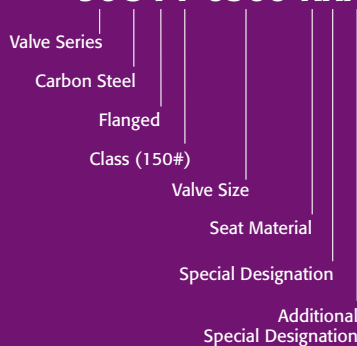 Valve Series
Carbon Steel
Flanged
Class (150#)
Valve Size
Seat Material
Special Designation
Additional
Special Designation